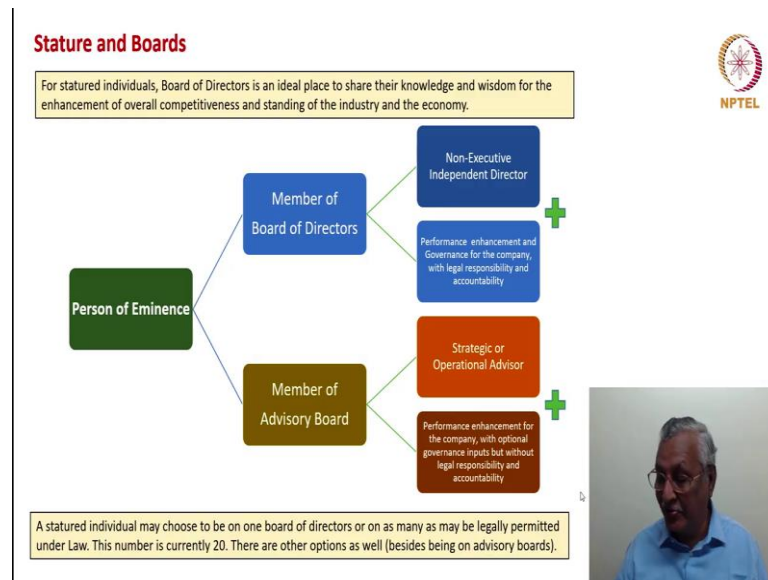 Stature and Boards
NPTEL
For statured individuals, Board of Directors is an ideal place to share their knowledge and wisdom for the
enhancement of overall competitiveness and standing of the industry and the economy.
Person of Eminence
Member of
Board of Directors
Non-Executive
Independent Director
Performance enhancement and
Governance for the company,
with legal responsibility and
accountability
Member of
Advisory Board
Strategic or
Operational Advisor
Performance enhancement for
the company, with optional
governance inputs but without
legal responsibility and
accountability
A statured individual may choose to be on one board of directors or on as many as may be legally permitted
under Law. This number is currently 20. There are other options as well (besides being on advisory boards).